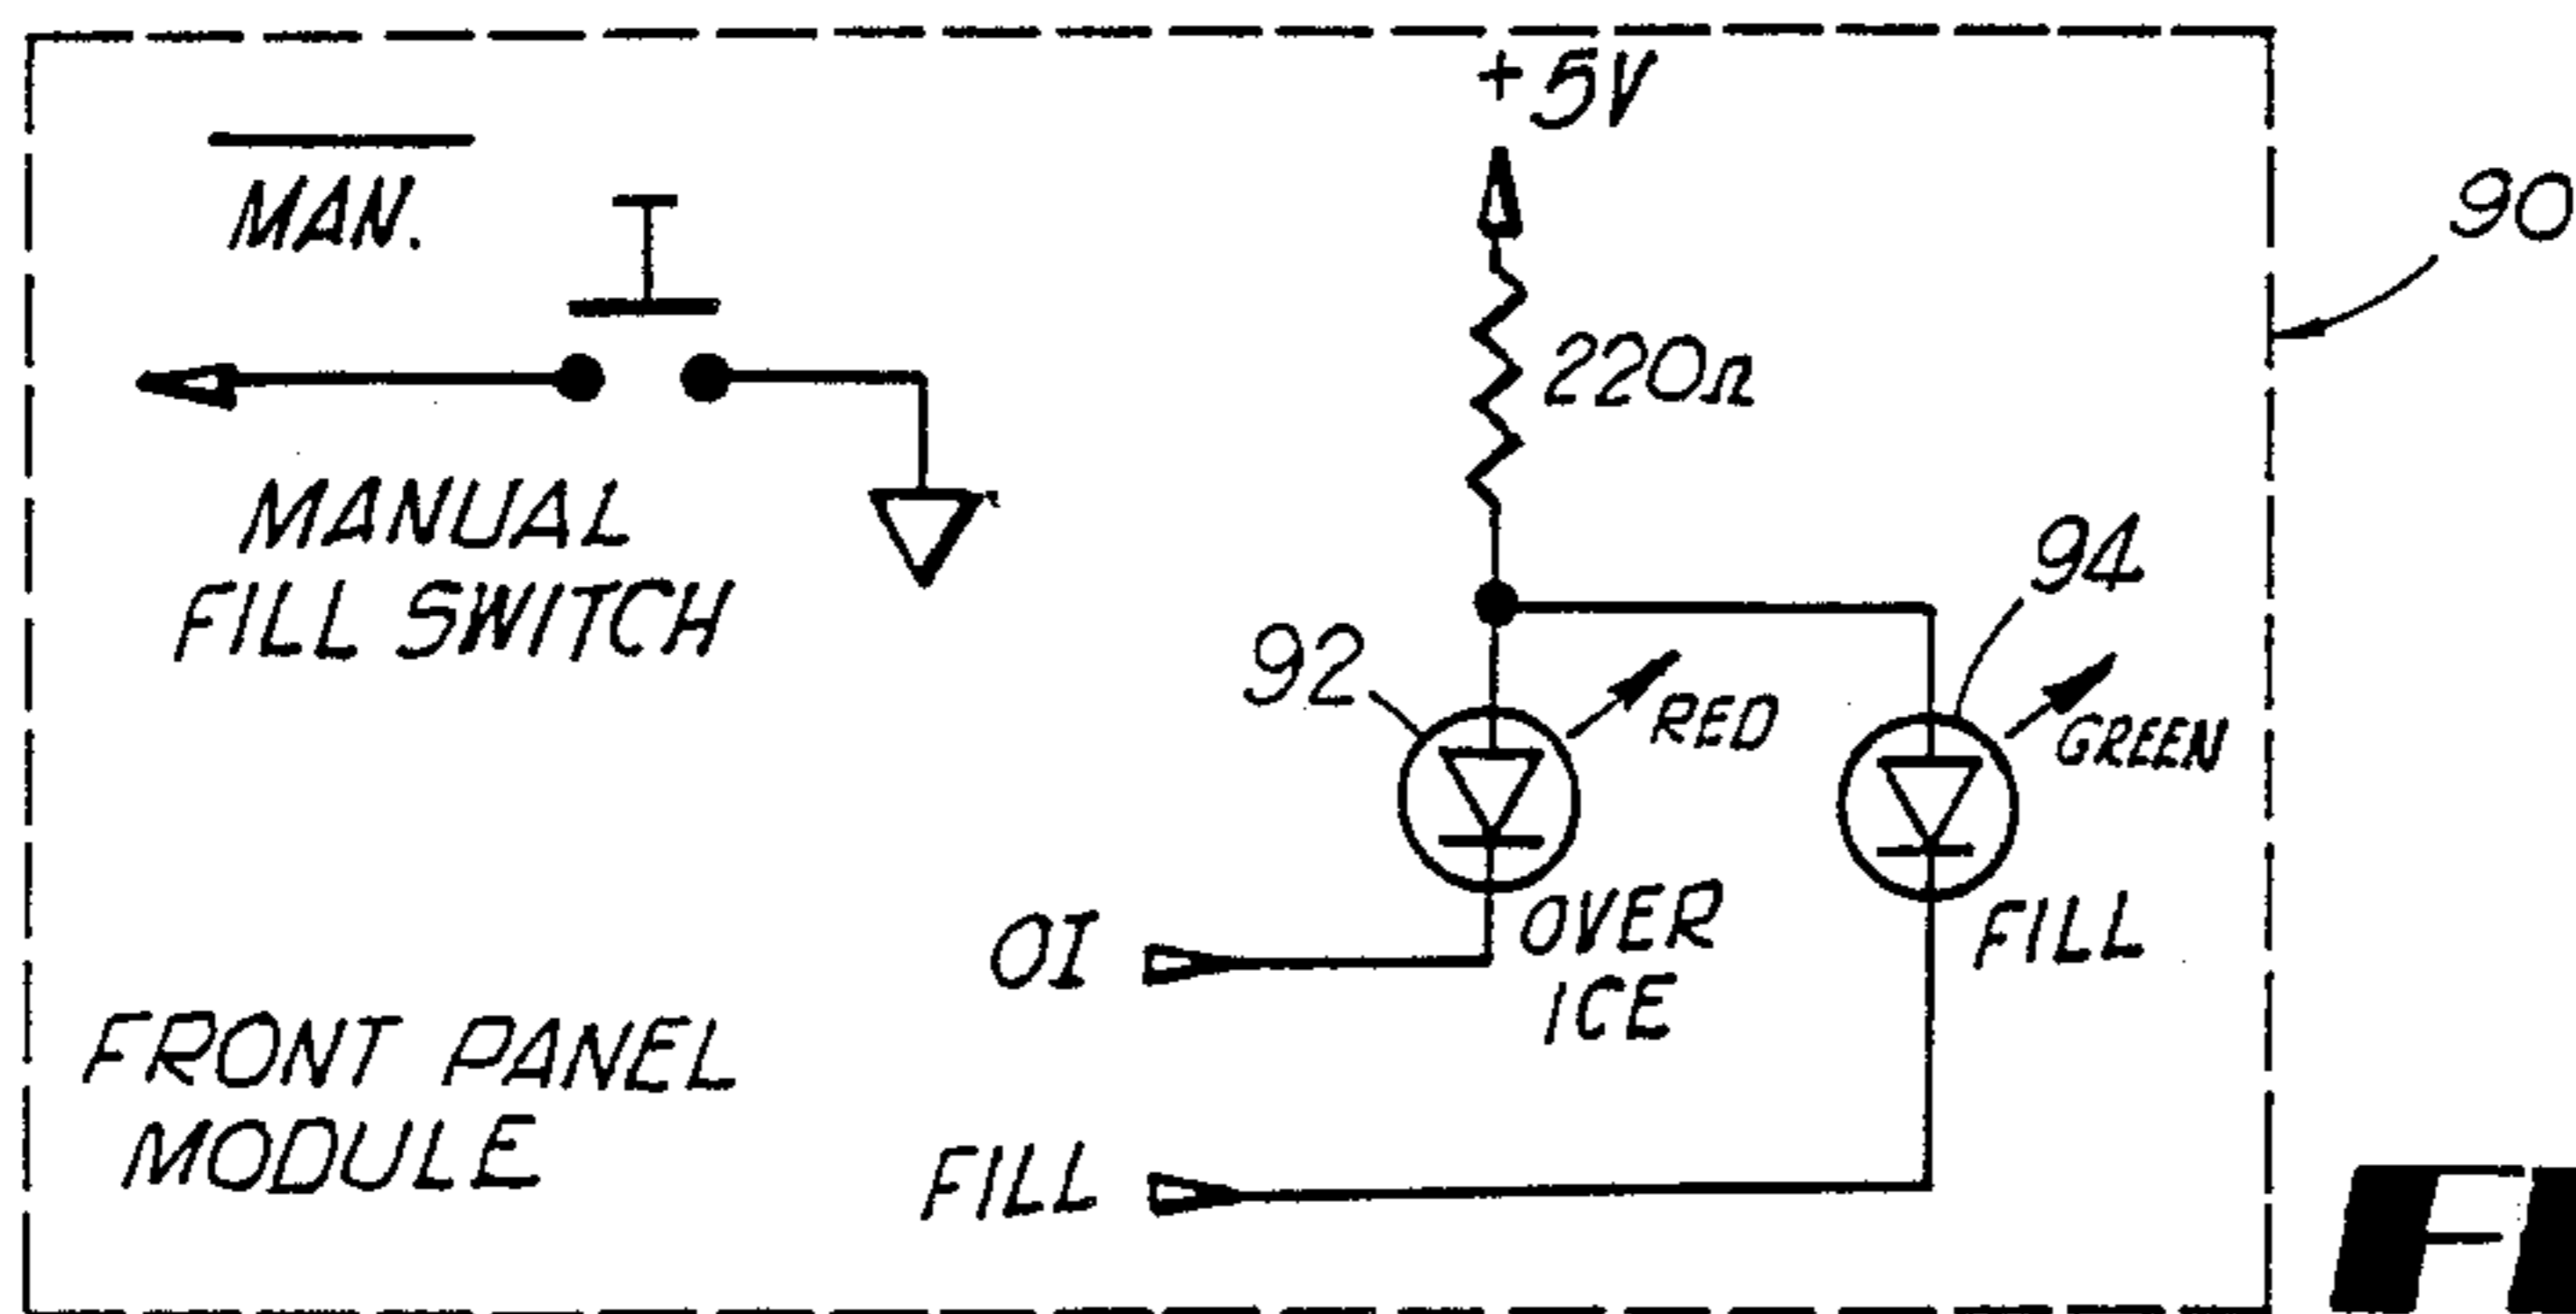 +5V
MAN.
90
220Ω
MANUAL
FILL SWITCH
94
92
RED
GREEN
OVER
ICE
FILL
OI
FRONT PANEL
MODULE
FILL